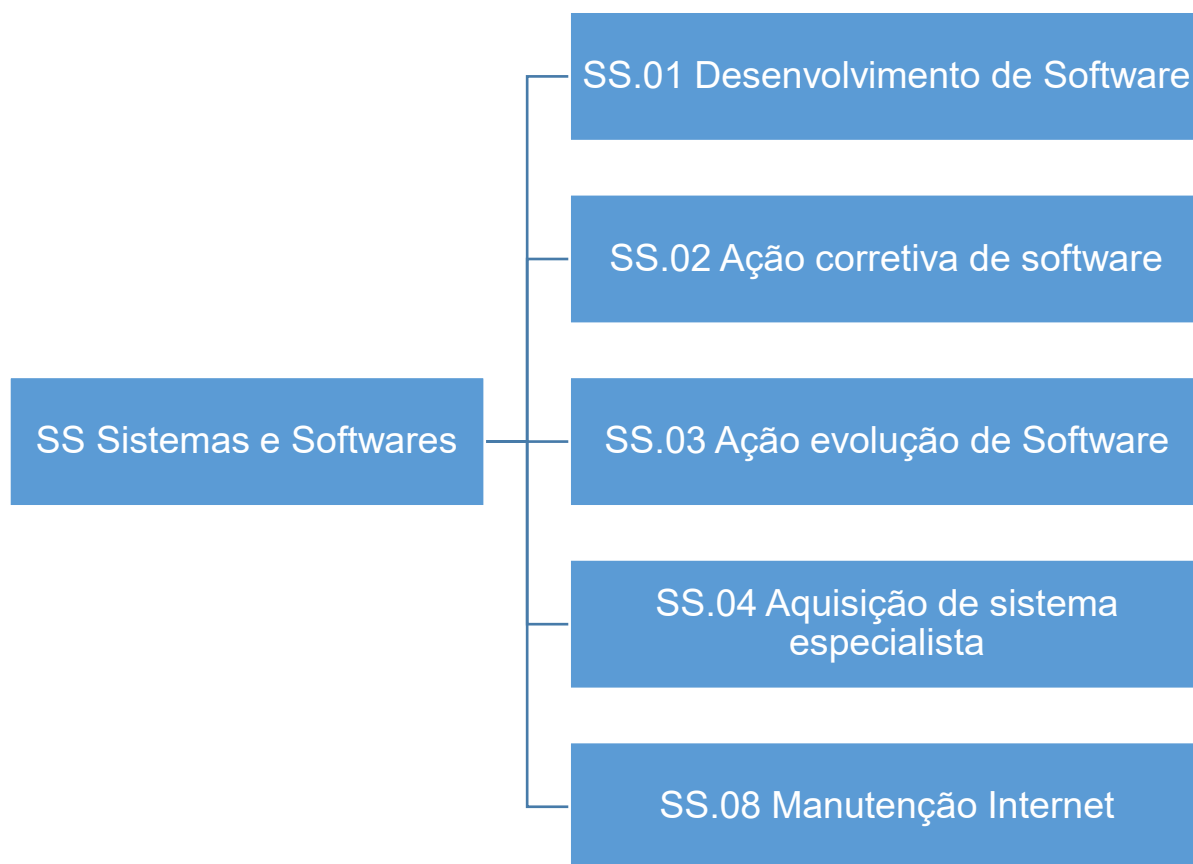 SS.01 Desenvolvimento de Software
SS.02 Ação corretiva de software
SS Sistemas e Softwares
SS.03 Ação evolução de Software
SS.04 Aquisição de sistema
especialista
SS.08 Manutenção Internet